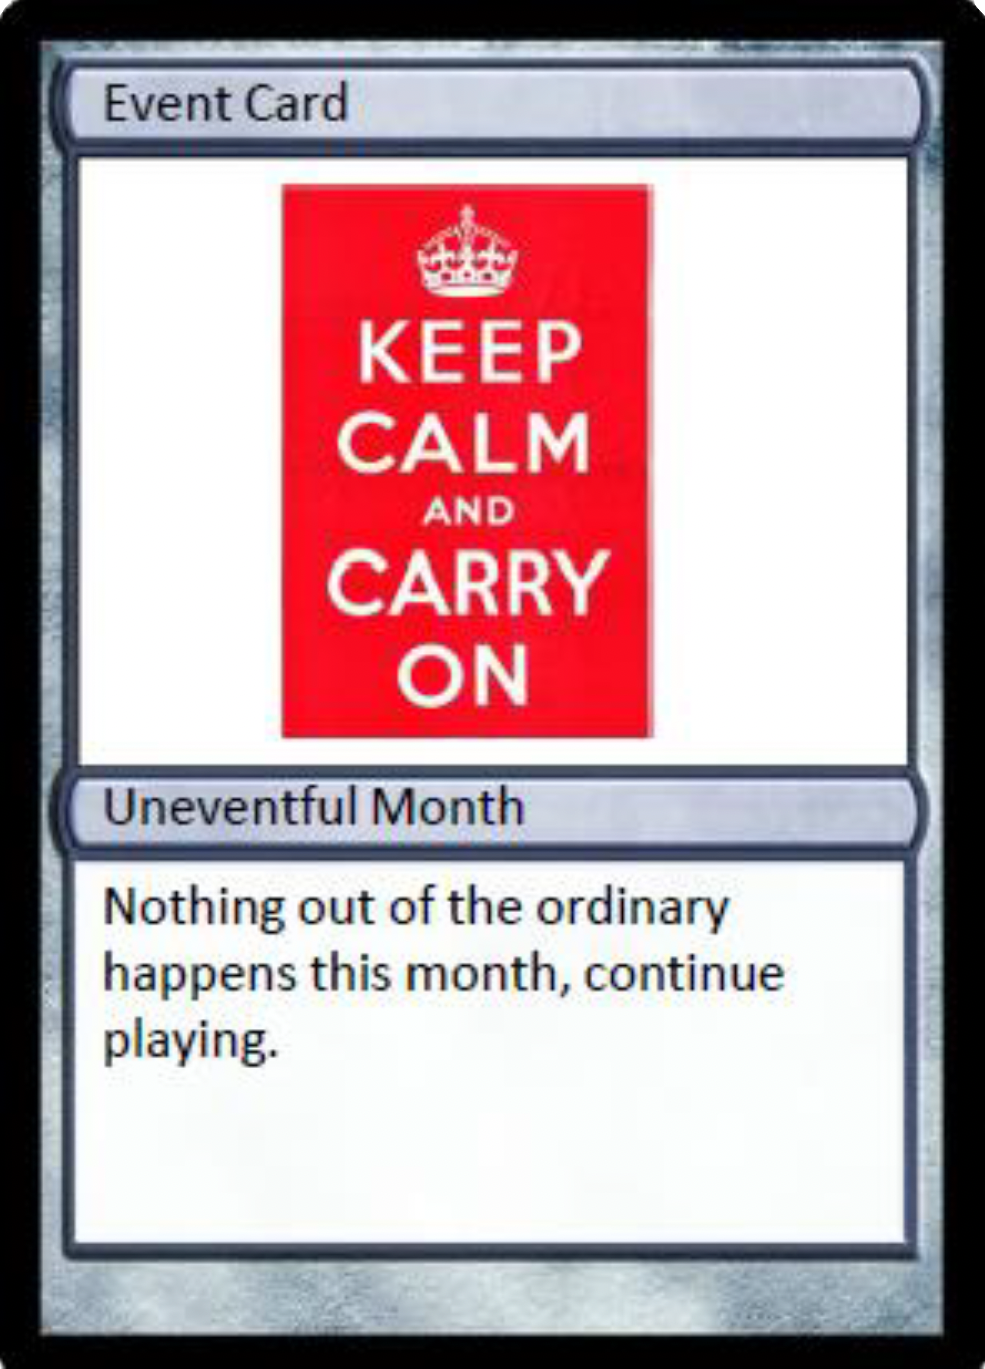 Event Card
KEEP
CALM
AND
CARRY
ON
Uneventful Month
Nothing out of the ordinary
happens this month, continue
playing.